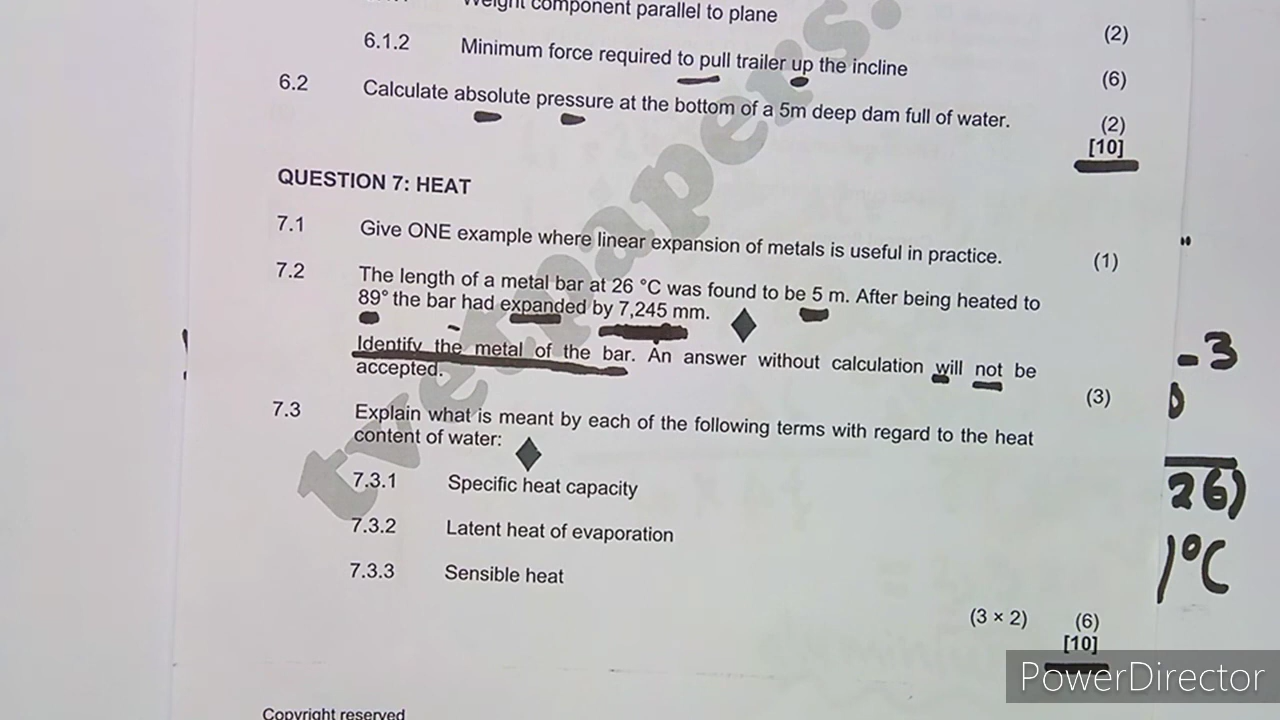 Weight component parallel to plane
(2)
6.1.2 Minimum force required to pull trailer up the incline
(6)
6.2 Calculate absolute pressure at the bottom of a 5m deep dam full of water.
(2)
[10]
QUESTION 7: HEAT
7.1 Give ONE example where linear expansion of metals is useful in practice.
(1)
7.2 The length of a metal bar at 26 °C was found to be 5 m. After being heated to
89° the bar had expanded by 7,245 mm.
Identify the metal of the bar. An answer without calculation will not be
accepted.
(3)
7.3 Explain what is meant by each of the following terms with regard to the heat
content of water:
7.3.1 Specific heat capacity
7.3.2 Latent heat of evaporation
7.3.3 Sensible heat
(3 × 2) (6)
[10]
Copyright reserved
tvetpapers.
-3
26)
)°C
PowerDirector